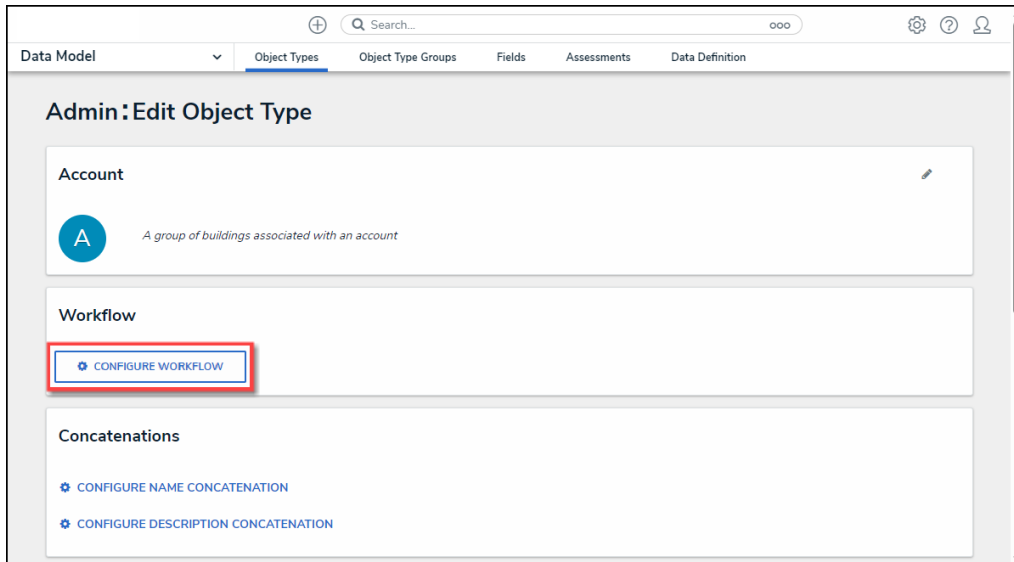 Search...
ooo
Data Model
Object Types
Object Type Groups
Fields
Assessments
Data Definition
Admin:Edit Object Type
Account
A
A group of buildings associated with an account
Workflow
CONFIGURE WORKFLOW
Concatenations
CONFIGURE NAME CONCATENATION
CONFIGURE DESCRIPTION CONCATENATION